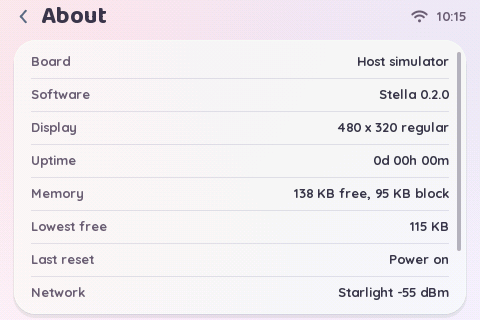 About
10:15
Board Host simulator
Software Stella 0.2.0
Display 480 x 320 regular
Uptime 0d 00h 00m
Memory 138 KB free, 95 KB block
Lowest free 115 KB
Last reset Power on
Network Starlight -55 dBm